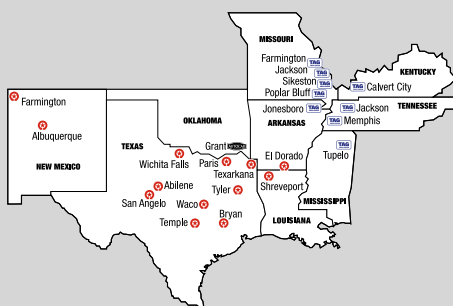 MISSOURI
Farmington TAG
Jackson TAG
Sikeston TAG
Poplar Bluff TAG
KENTUCKY
TAG Calvert City
Jonesboro TAG
TAG Jackson
TENNESSEE
TAG Memphis
ARKANSAS
Farmington
Albuquerque
NEW MEXICO
OKLAHOMA
TEXAS
Grant
Wichita Falls
Paris
Texarkana
El Dorado
TAG
Tupelo
Abilene
Tyler
Shreveport
San Angelo
Waco
MISSISSIPPI
Temple
Bryan
LOUISIANA